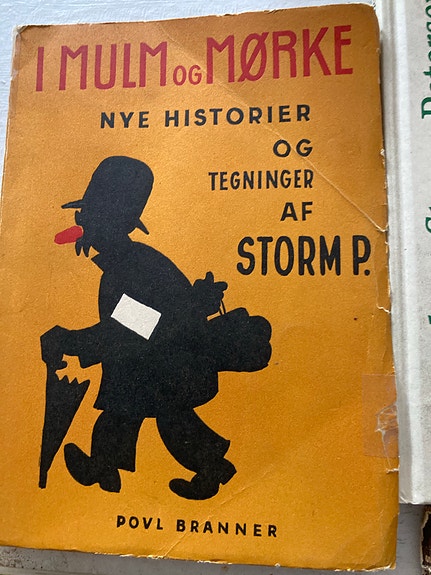 I MULM OG MØRKE
NYE HISTORIER
OG
TEGNINGER
AF
STORM P.
POVL BRANNER